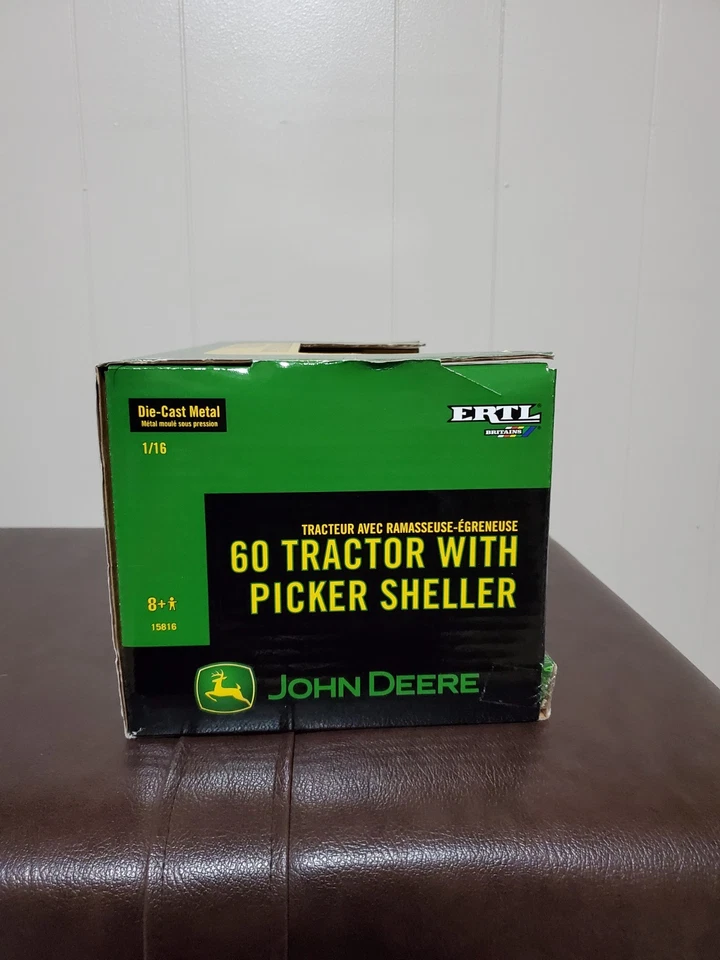 Die-Cast Metal
Métal moulé sous pression
1/16
ERTL
BRITAINS
TRACTEUR AVEC RAMASSEUSE-ÉGRENEUSE
60 TRACTOR WITH
PICKER SHELLER
8+
15816
JOHN DEERE